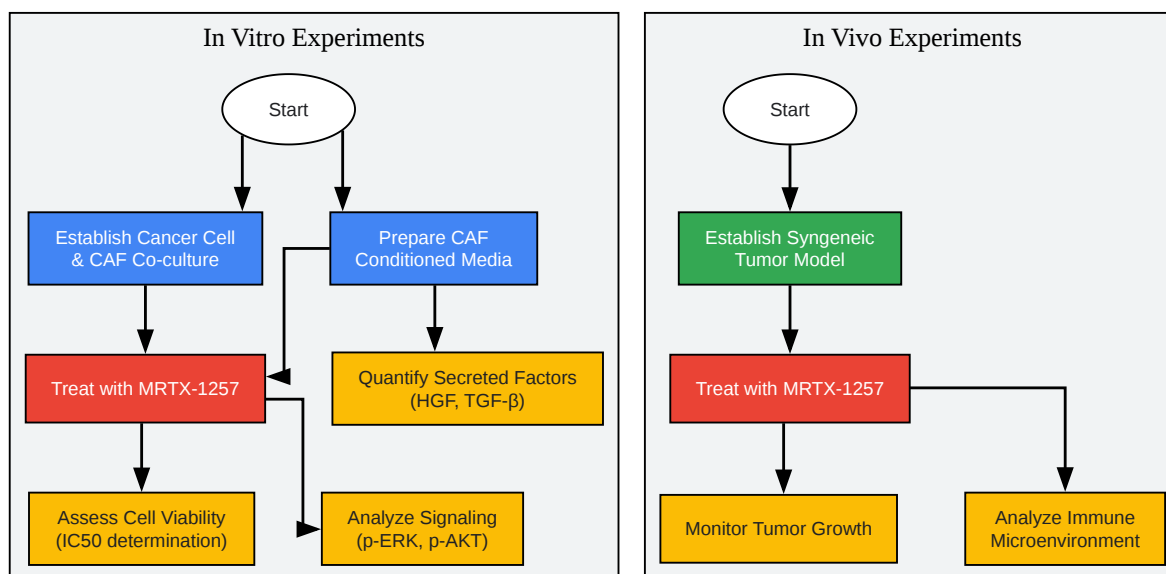 In Vitro Experiments
Start
Establish Cancer Cell
& CAF Co-culture
Prepare CAF
Conditioned Media
Treat with MRTX-1257
Quantify Secreted Factors
(HGF, TGF-β)
Assess Cell Viability
(IC50 determination)
Analyze Signaling
(p-ERK, p-AKT)
In Vivo Experiments
Start
Establish Syngeneic
Tumor Model
Treat with MRTX-1257
Monitor Tumor Growth
Analyze Immune
Microenvironment